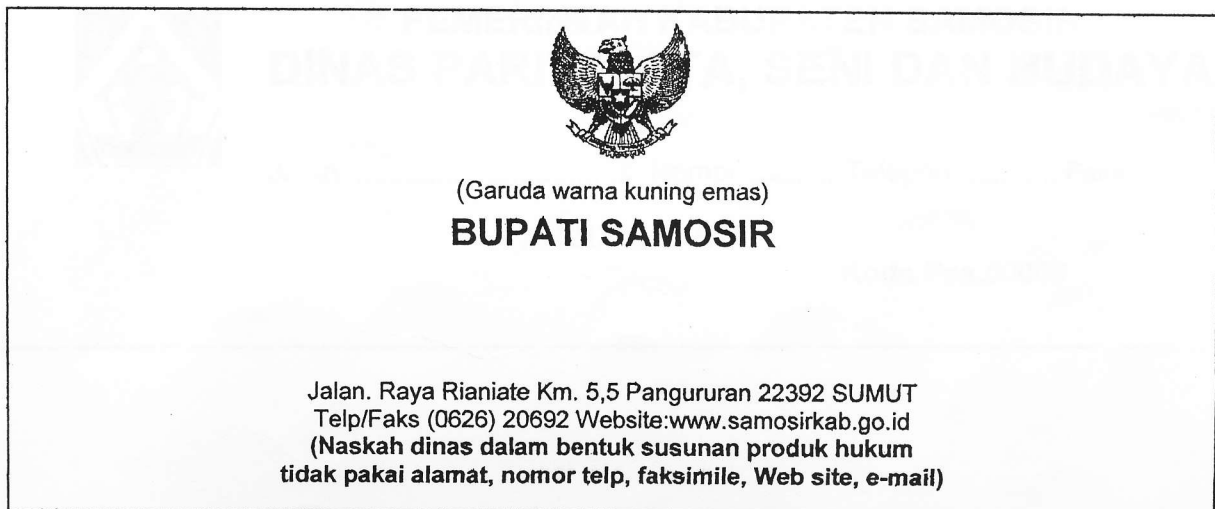 (Garuda warna kuning emas)
BUPATI SAMOSIR
Jalan. Raya Rianiate Km. 5,5 Pangururan 22392 SUMUT
Telp/Faks (0626) 20692 Website:www.samosirkab.go.id
(Naskah dinas dalam bentuk susunan produk hukum
tidak pakai alamat, nomor telp, faksimile, Web site, e-mail)